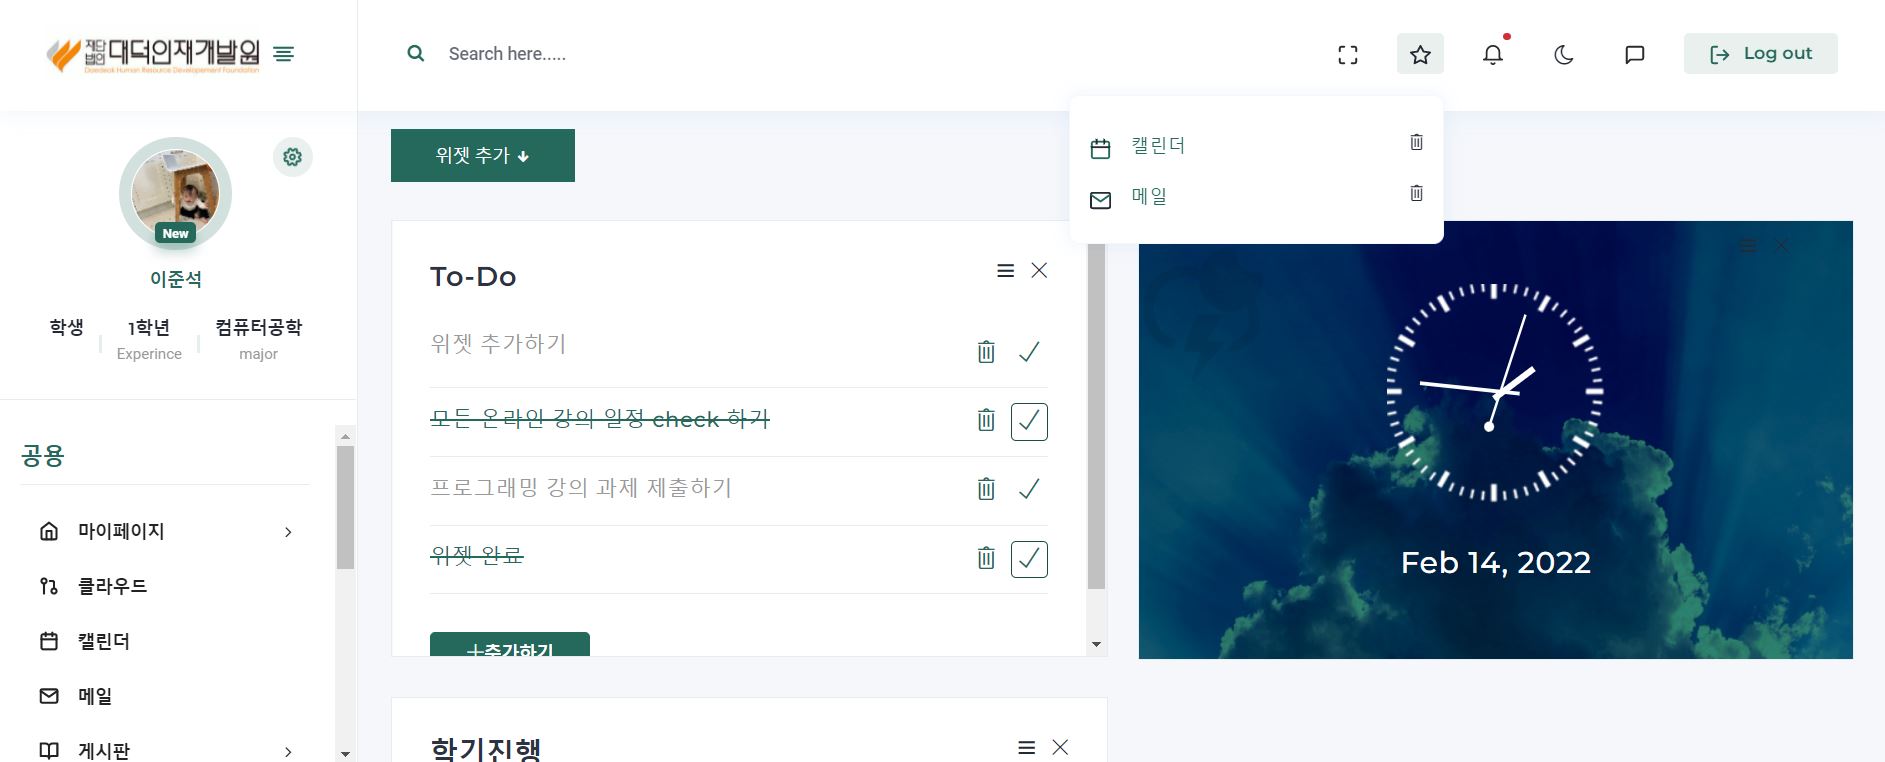 재단
법인 대덕인재개발원
Daedeok Human Resource Developement Foundation
Search here.....
Log out
New
이준석
학생
1학년
Experince
컴퓨터공학
major
공용
마이페이지
클라우드
캘린더
메일
게시판
위젯 추가
캘린더
메일
To-Do
위젯 추가하기
모든 온라인 강의 일정 check 하기
프로그래밍 강의 과제 제출하기
위젯 완료
+추가하기
Feb 14, 2022
학기진행